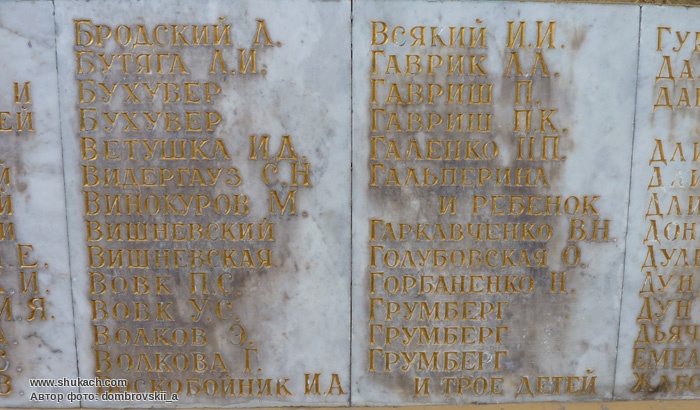 Бродский А.
Бутяга А.И.
Бухувер
Бухувер
Ветушка И.Д.
Видергауз С.Н
Винокуров М.
Вишневский
Вишневская
Вовк П.С.
Вовк У.С.
Волков З.
Волкова Г.
Воскобойник И.А
Всякий И.И.
Гаврик А.А.
Гавриш П.
Гавриш П.К.
Галенко П.П.
Гальперина
и ребенок
Гаркавченко В.Н.
Голубовская О.
Горбаненко Н.
Грумберг
Грумберг
Грумберг
и трое детей
www.shukach.com
Автор фото: dombrovskii_a